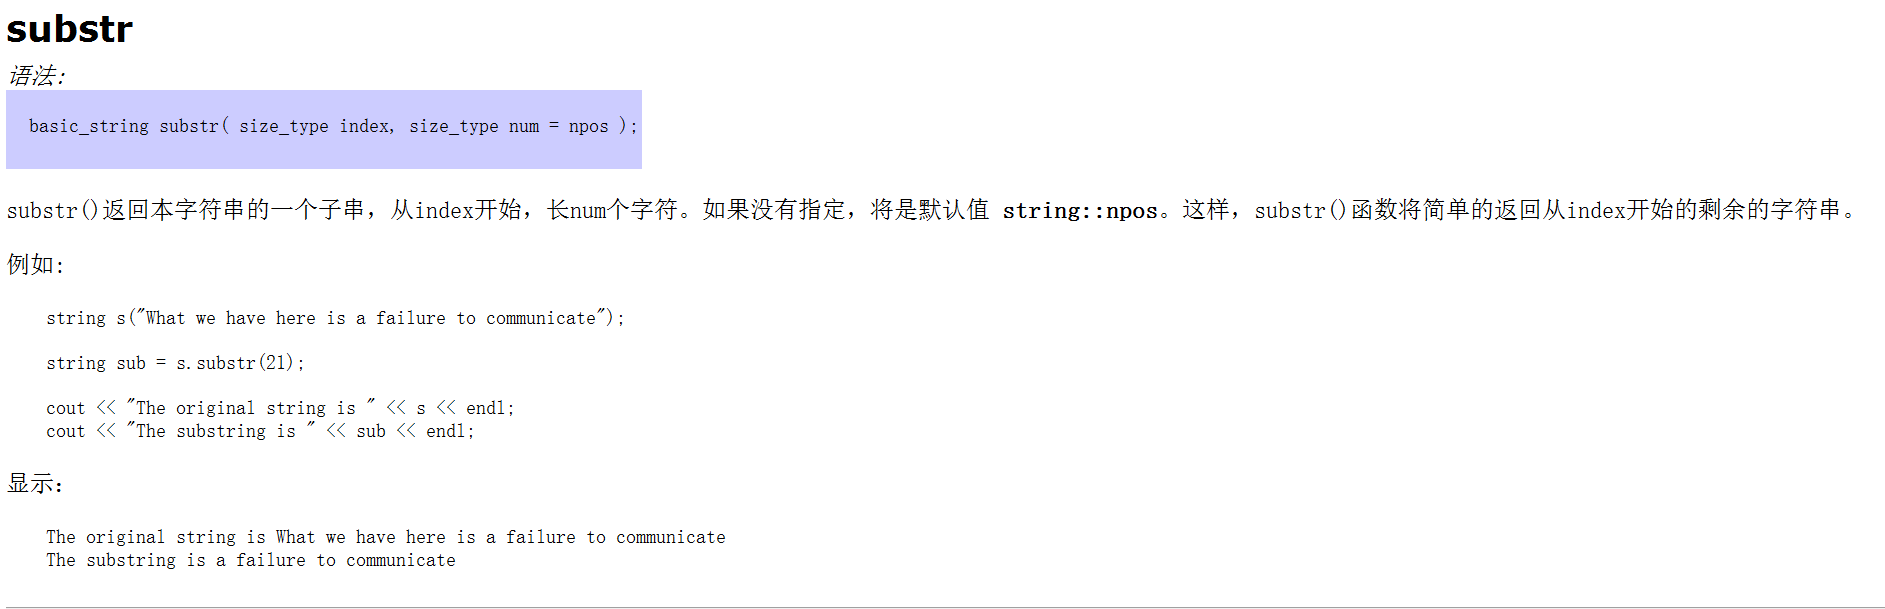 substr
语法:
basic_string substr( size_type index, size_type num = npos );
substr()返回本字符串的一个子串，从index开始，长num个字符。如果没有指定，将是默认值 string::npos。这样，substr()函数将简单的返回从index开始的剩余的字符串。
例如:
string s("What we have here is a failure to communicate");
string sub = s.substr(21);
cout << "The original string is " << s << endl;
cout << "The substring is " << sub << endl;
显示：
The original string is What we have here is a failure to communicate
The substring is a failure to communicate